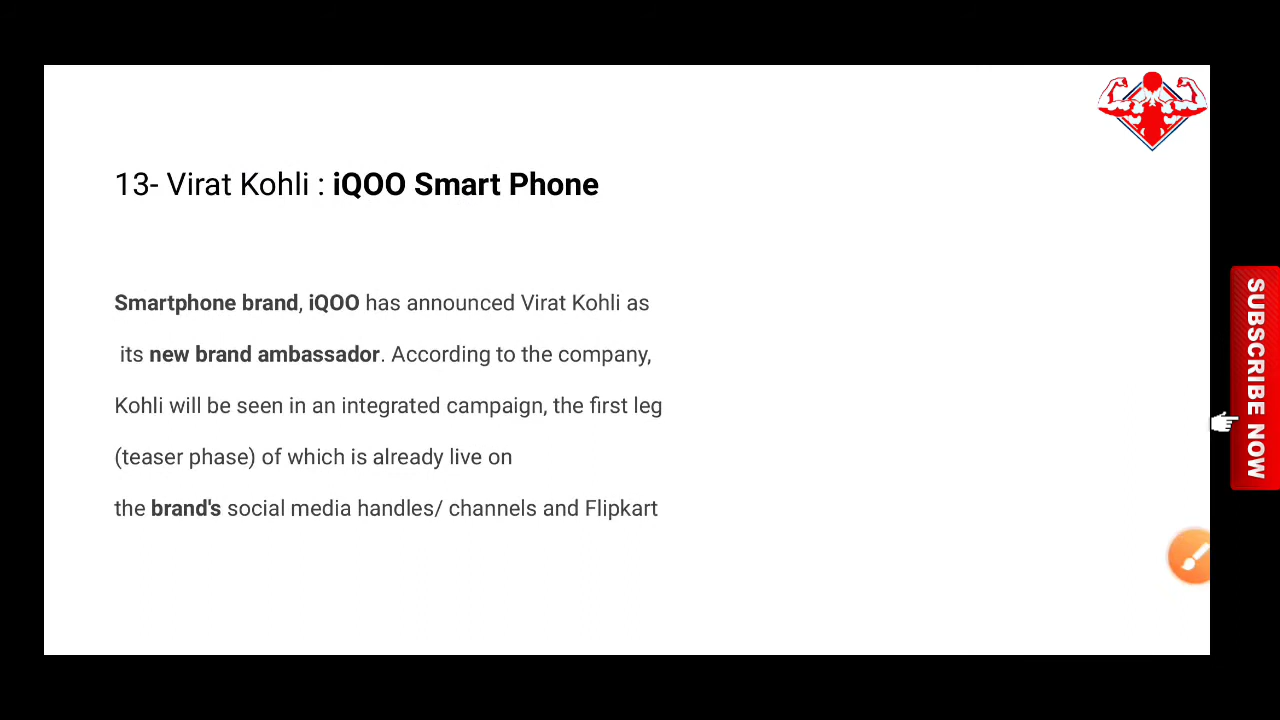 13- Virat Kohli : iQOO Smart Phone
Smartphone brand, iQOO has announced Virat Kohli as
its new brand ambassador. According to the company,
Kohli will be seen in an integrated campaign, the first leg
(teaser phase) of which is already live on
the brand's social media handles/ channels and Flipkart
SUBSCRIBE NOW